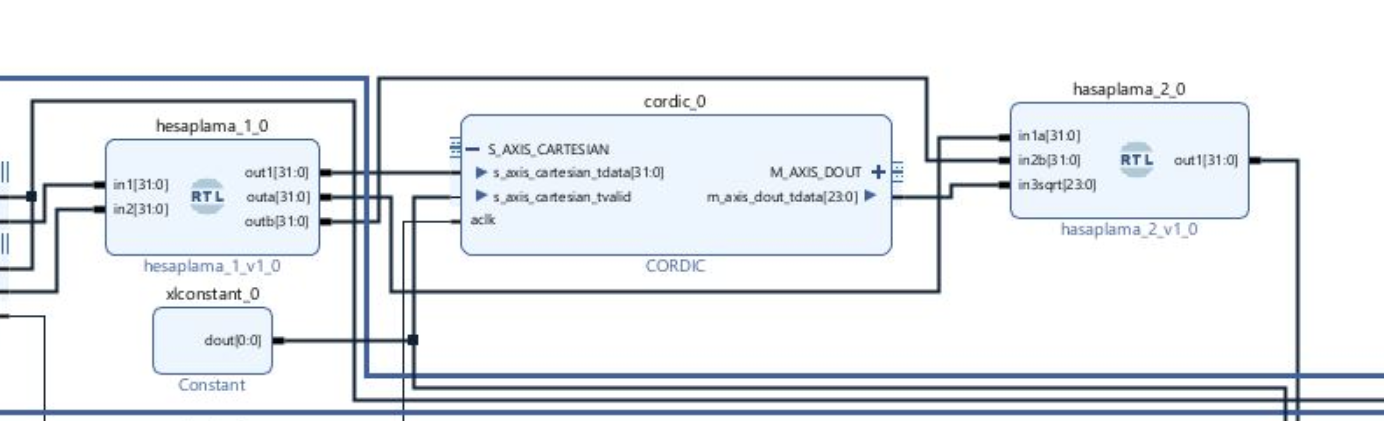 hesaplama_1_0
in1[31:0]
in2[31:0]
RTL
out1[31:0]
outa[31:0]
outb[31:0]
hesaplama_1_v1_0
xlconstant_0
dout[0:0]
Constant
cordic_0
S_AXIS_CARTESIAN
s_axis_cartesian_tdata[31:0]
s_axis_cartesian_tvalid
aclk
M_AXIS_DOUT
m_axis_dout_tdata[23:0]
CORDIC
hasaplama_2_0
in1a[31:0]
in2b[31:0]
in3sqrt[23:0]
RTL
out1[31:0]
hasaplama_2_v1_0